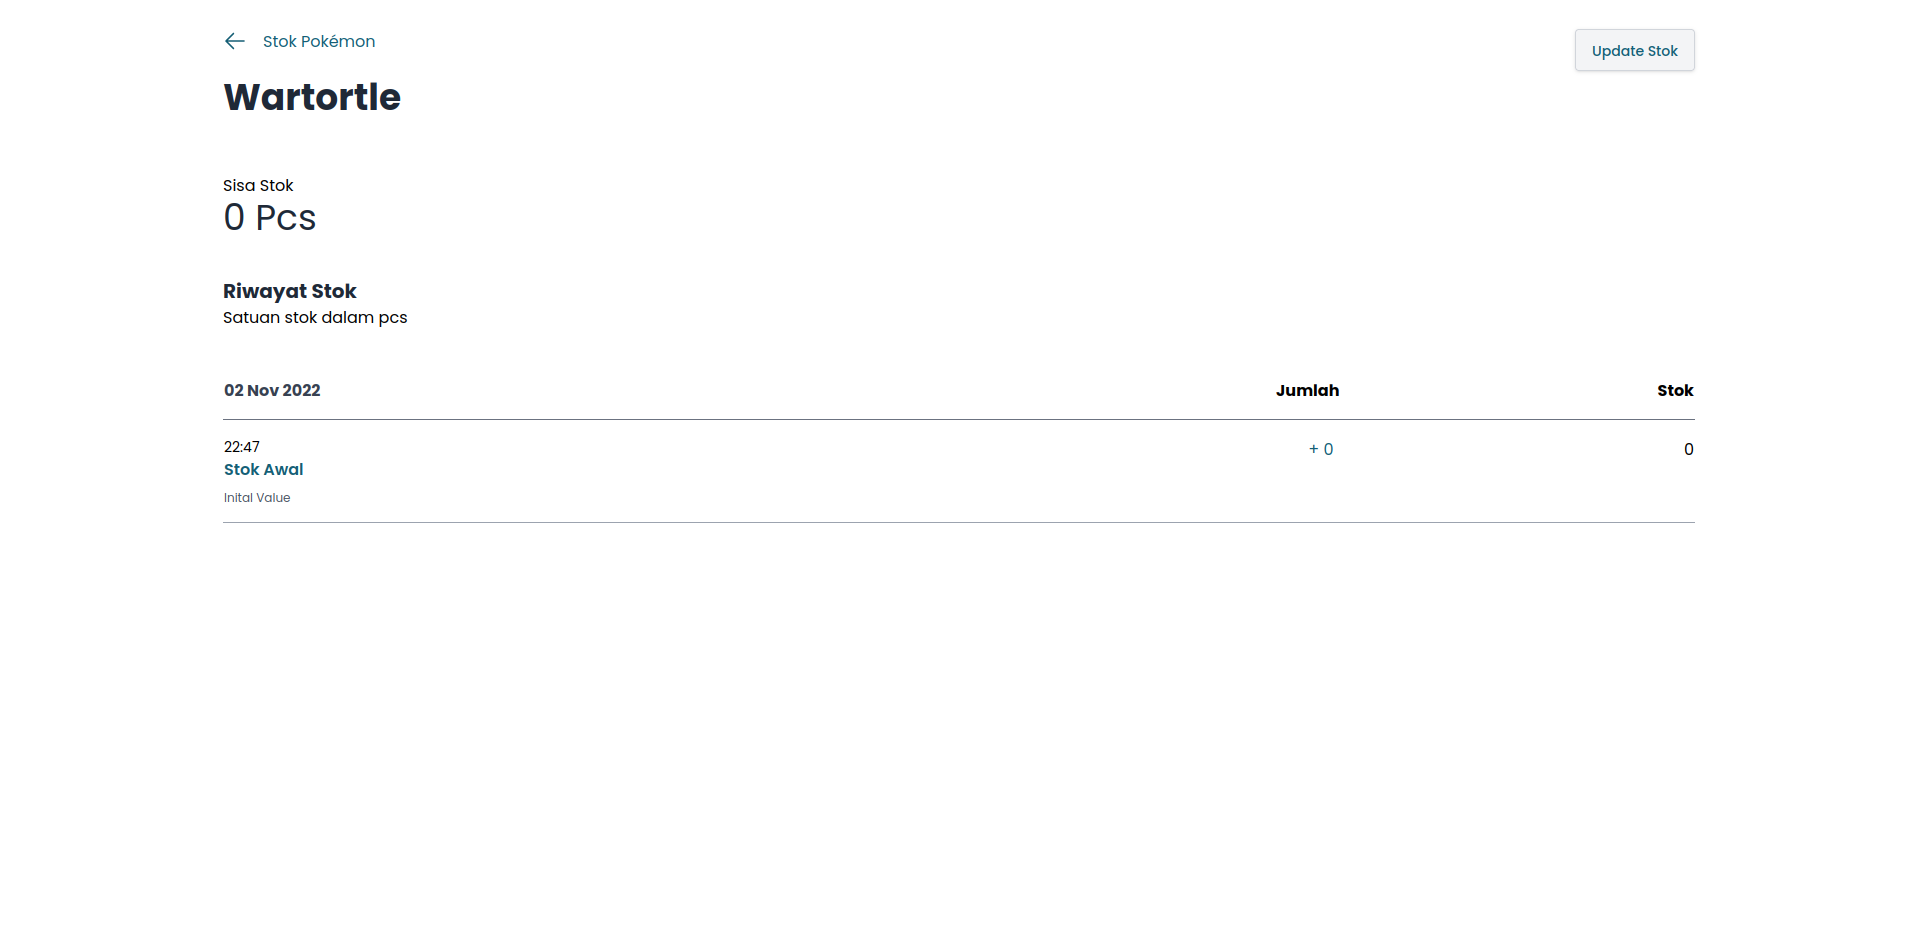 Stok Pokémon
Update Stok
Wartortle
Sisa Stok
0 Pcs
Riwayat Stok
Satuan stok dalam pcs
02 Nov 2022 Jumlah Stok
22:47
Stok Awal + 0 0
Inital Value